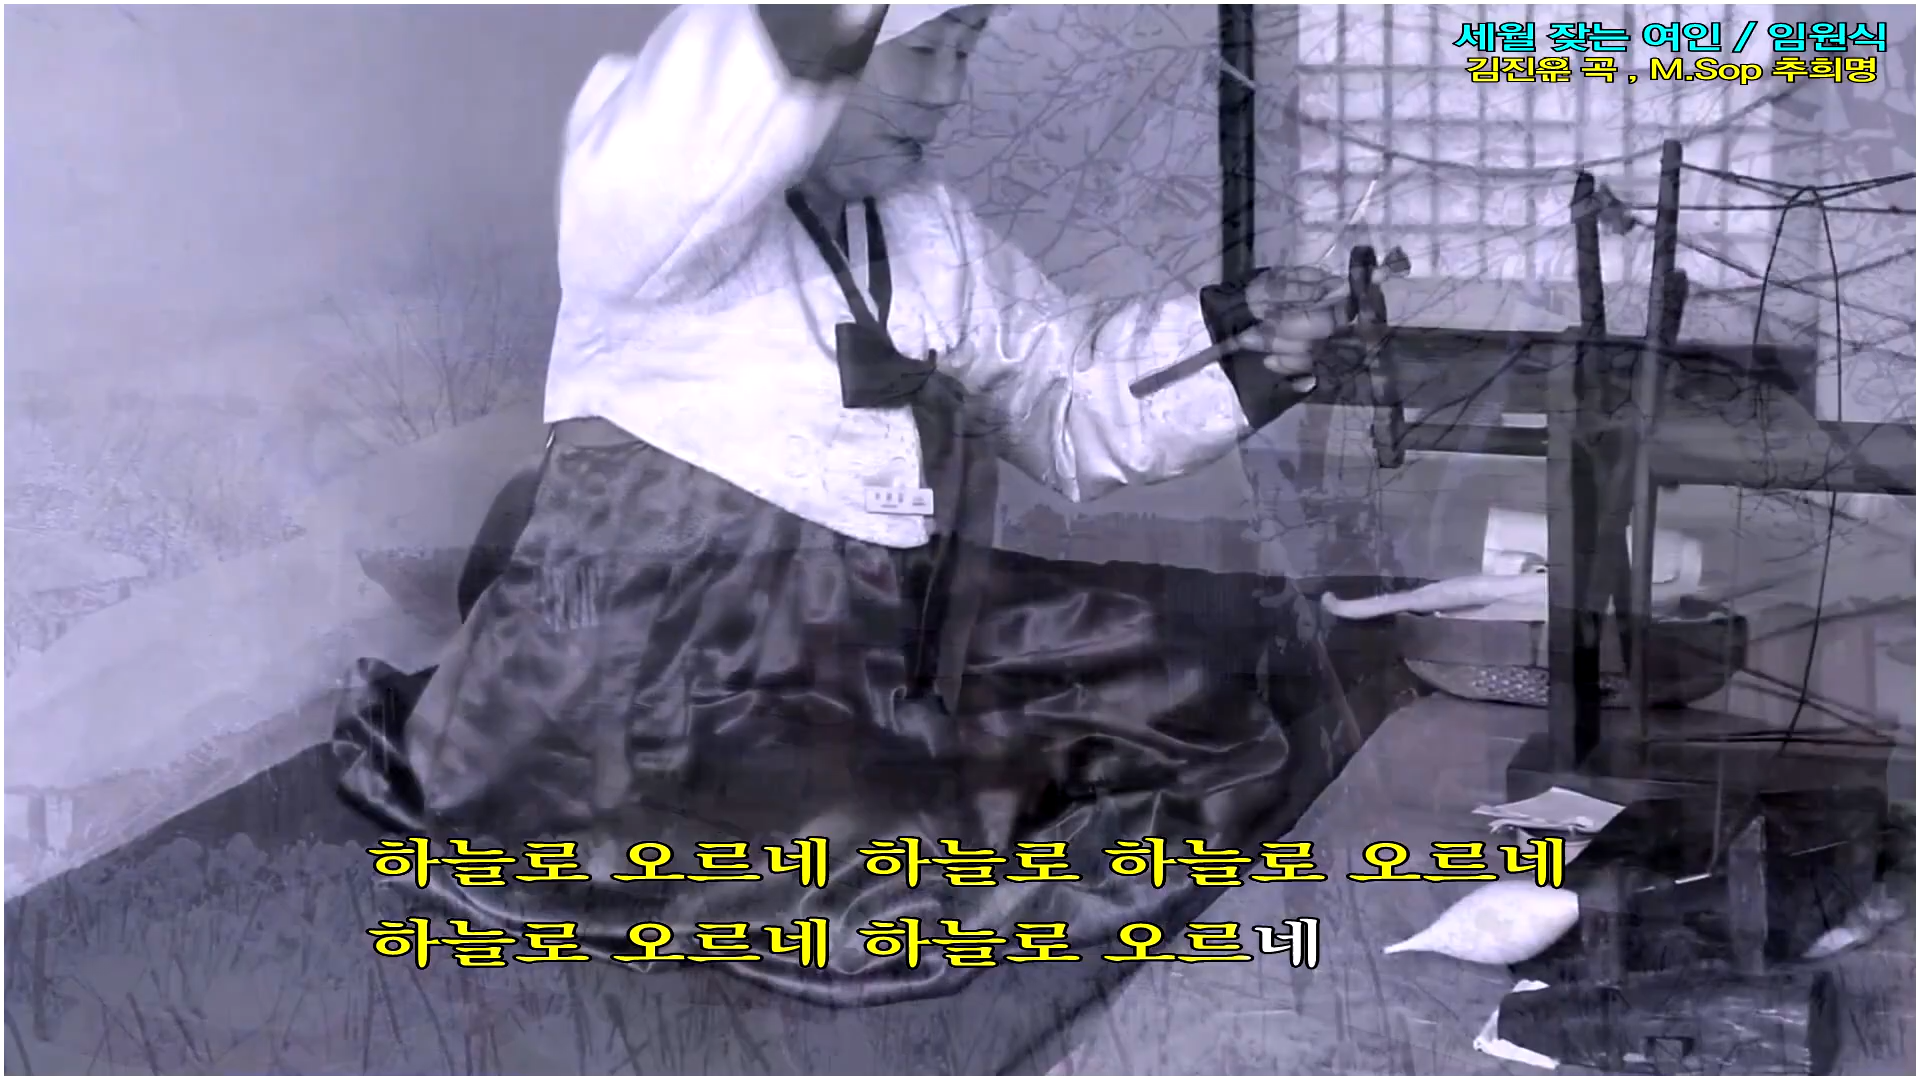 세월 잣는 여인 / 임원식
김진운 곡 , M.Sop 추희명
하늘로 오르네 하늘로 하늘로 오르네
하늘로 오르네 하늘로 오르네